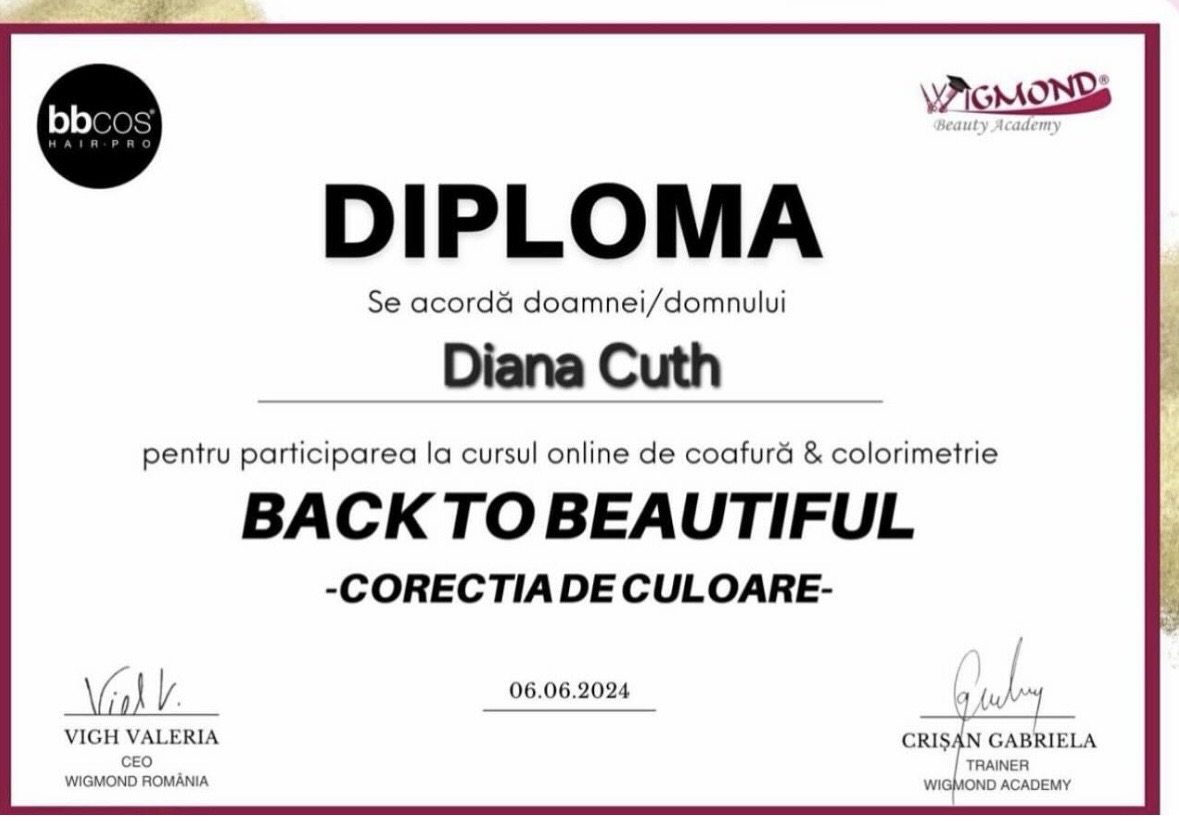 bbcos®
HAIR·PRO
WIGMOND®
Beauty Academy
DIPLOMA
Se acordă doamnei/domnului
Diana Cuth
pentru participarea la cursul online de coafură & colorimetrie
BACK TO BEAUTIFUL
-CORECTIA DE CULOARE-
Vigh V.
06.06.2024
VIGH VALERIA
CEO
WIGMOND ROMÂNIA
CRIȘAN GABRIELA
TRAINER
WIGMOND ACADEMY